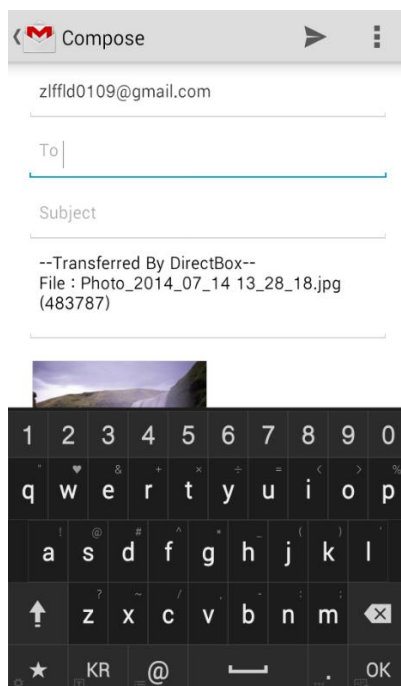 Compose
zlffld0109@gmail.com
To
Subject
--Transferred By DirectBox--
File : Photo_2014_07_14 13_28_18.jpg
(483787)
1 2 3 4 5 6 7 8 9 0
q w e r t y u i o p
a s d f g h j k l
z x c v b n m
KR @ . OK